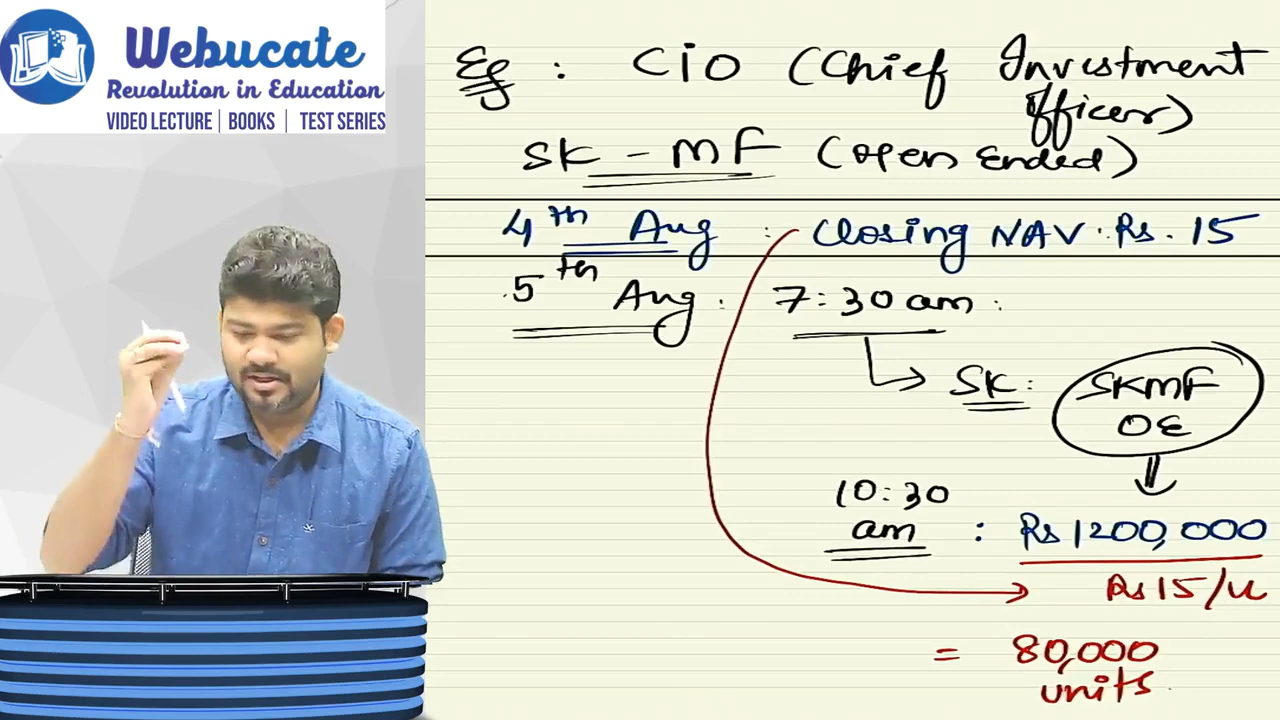 Webucate
Revolution in Education
VIDEO LECTURE | BOOKS | TEST SERIES
Eg : CIO (Chief Investment
officer)
SK - MF (open Ended)
4th Aug : Closing NAV. Rs. 15
5th Aug : 7:30 am :
SK : SKMF
OE
10:30
am : Rs 1200,000
Rs 15/u
= 80,000
units